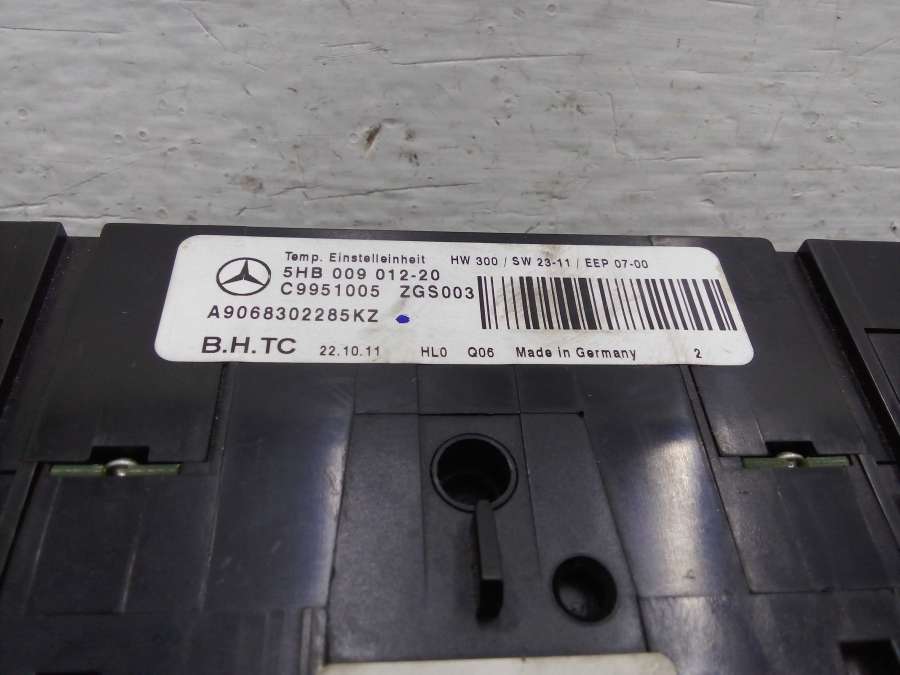 Temp. Einstelleinheit HW 300 / SW 23-11 / EEP 07-00
5HB 009 012-20
C9951005 ZGS003
A9068302285KZ
B.H.TC 22.10.11 HL0 Q06 Made in Germany 2